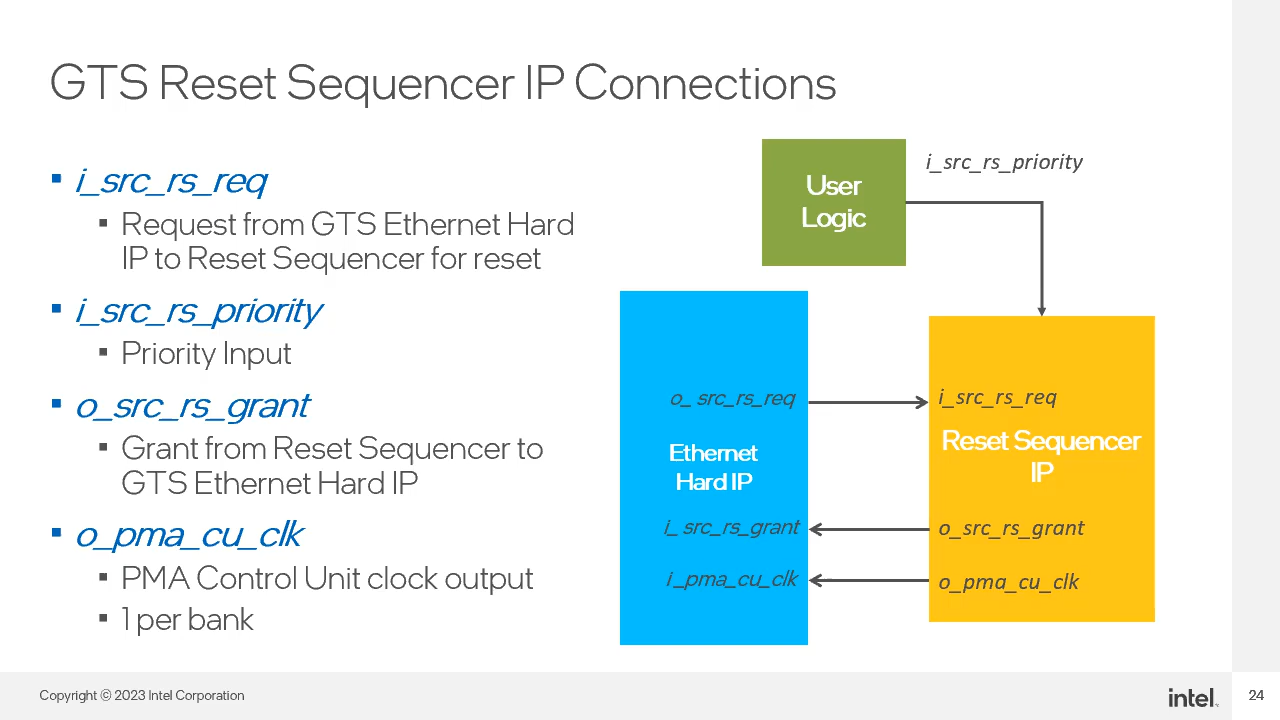 GTS Reset Sequencer IP Connections
▪ i_src_rs_req
▪ Request from GTS Ethernet Hard
IP to Reset Sequencer for reset
▪ i_src_rs_priority
▪ Priority Input
▪ o_src_rs_grant
▪ Grant from Reset Sequencer to
GTS Ethernet Hard IP
▪ o_pma_cu_clk
▪ PMA Control Unit clock output
▪ 1 per bank
User
Logic
i_src_rs_priority
o_ src_rs_req
Ethernet
Hard IP
i_ src_rs_grant
i _pma_cu_clk
i_src_rs_req
Reset Sequencer
IP
o_src_rs_grant
o_pma_cu_clk
Copyright © 2023 Intel Corporation
intel.
24